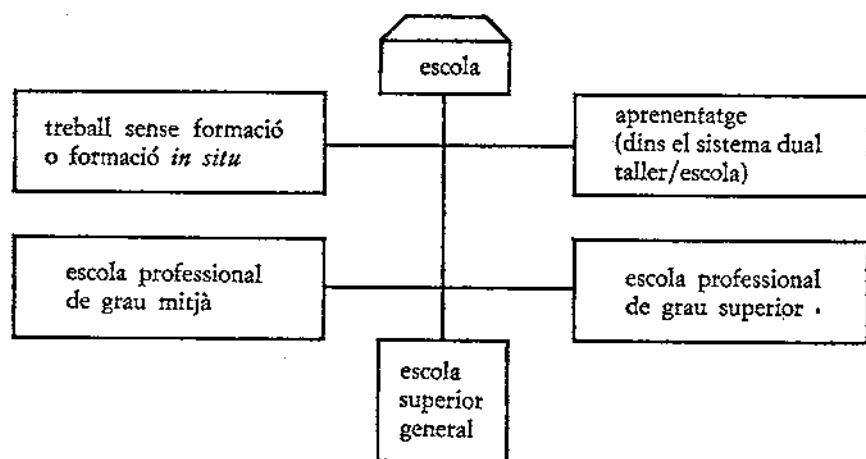 escola
treball sense formació
o formació in situ
aprenentatge
(dins el sistema dual
taller/escola)
escola professional
de grau mitjà
escola professional
de grau superior
escola
superior
general